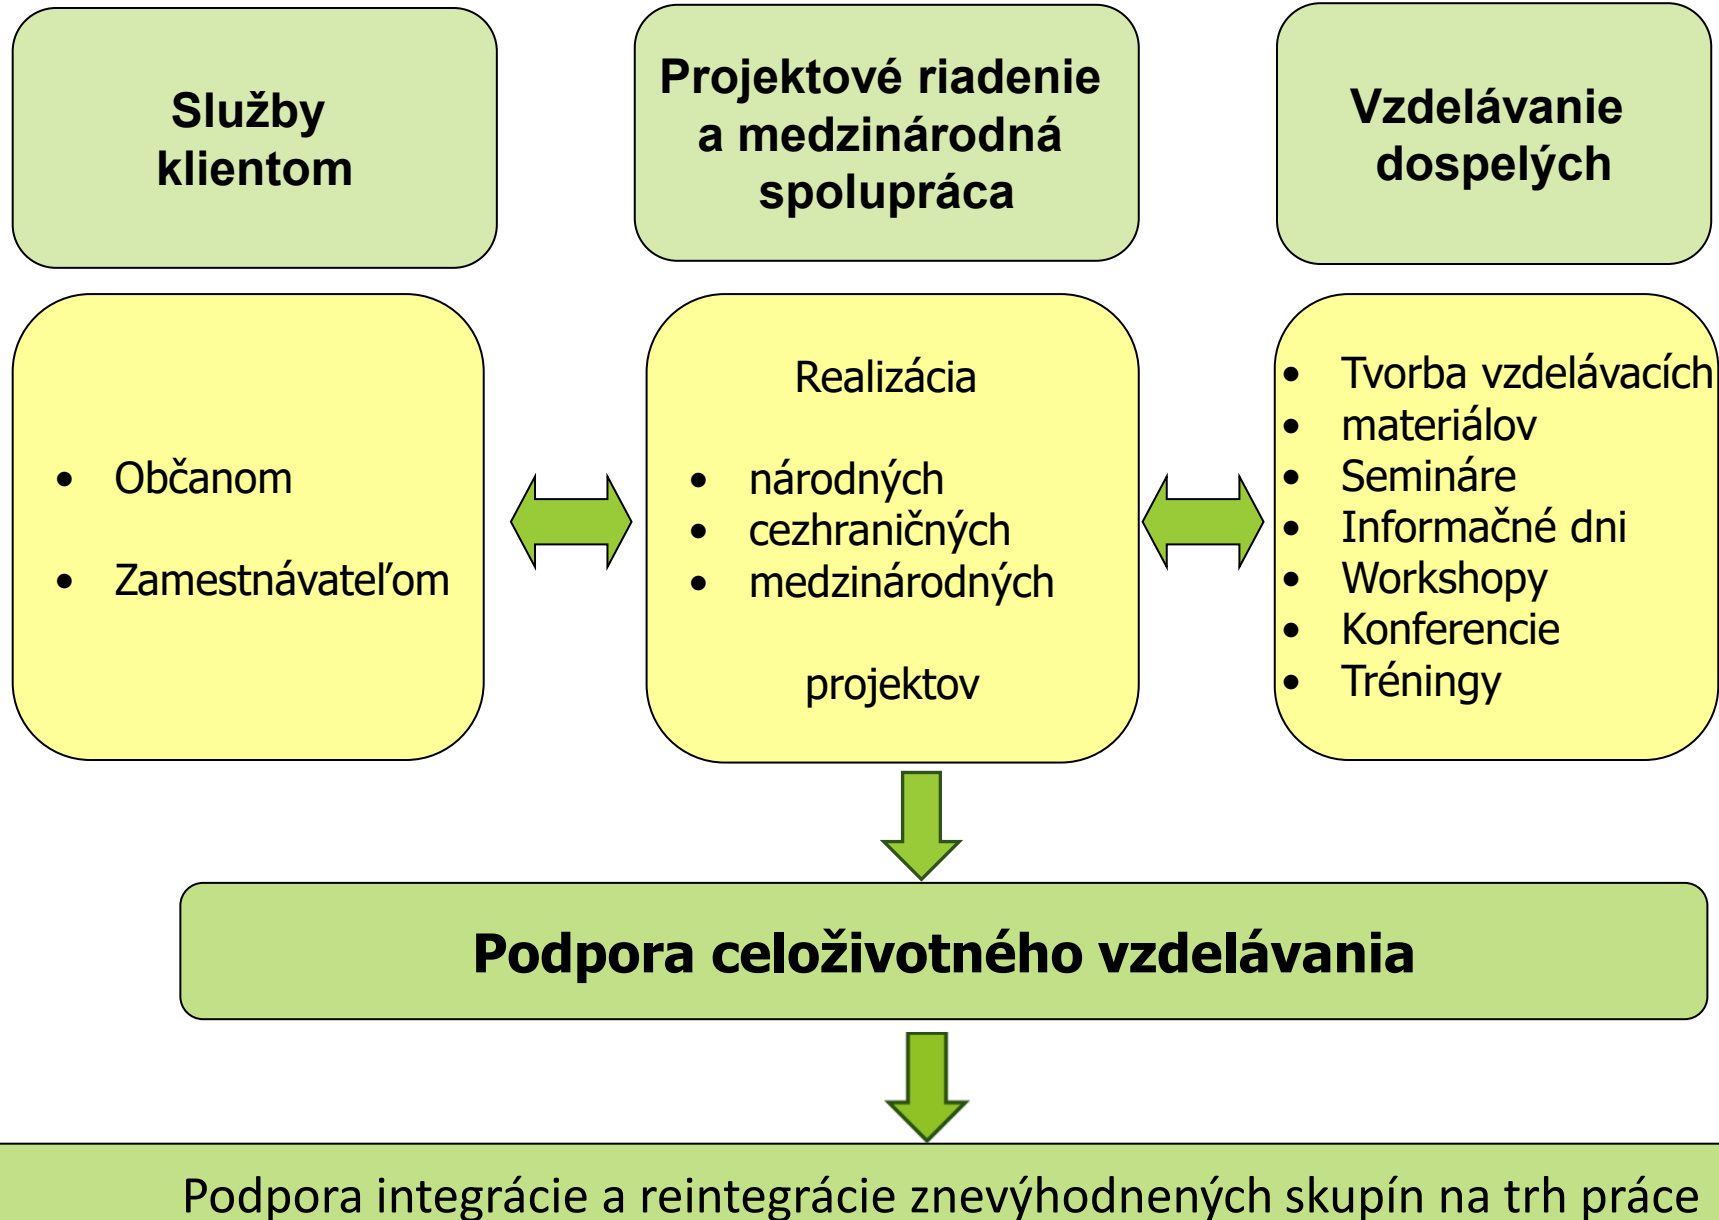 Služby
klientom
Projektové riadenie
a medzinárodná
spolupráca
Vzdelávanie
dospelých
• Občanom
• Zamestnávateľom
Realizácia
• národných
• cezhraničných
• medzinárodných
projektov
• Tvorba vzdelávacích
• materiálov
• Semináre
• Informačné dni
• Workshopy
• Konferencie
• Tréningy
Podpora celoživotného vzdelávania
Podpora integrácie a reintegrácie znevýhodnených skupín na trh práce